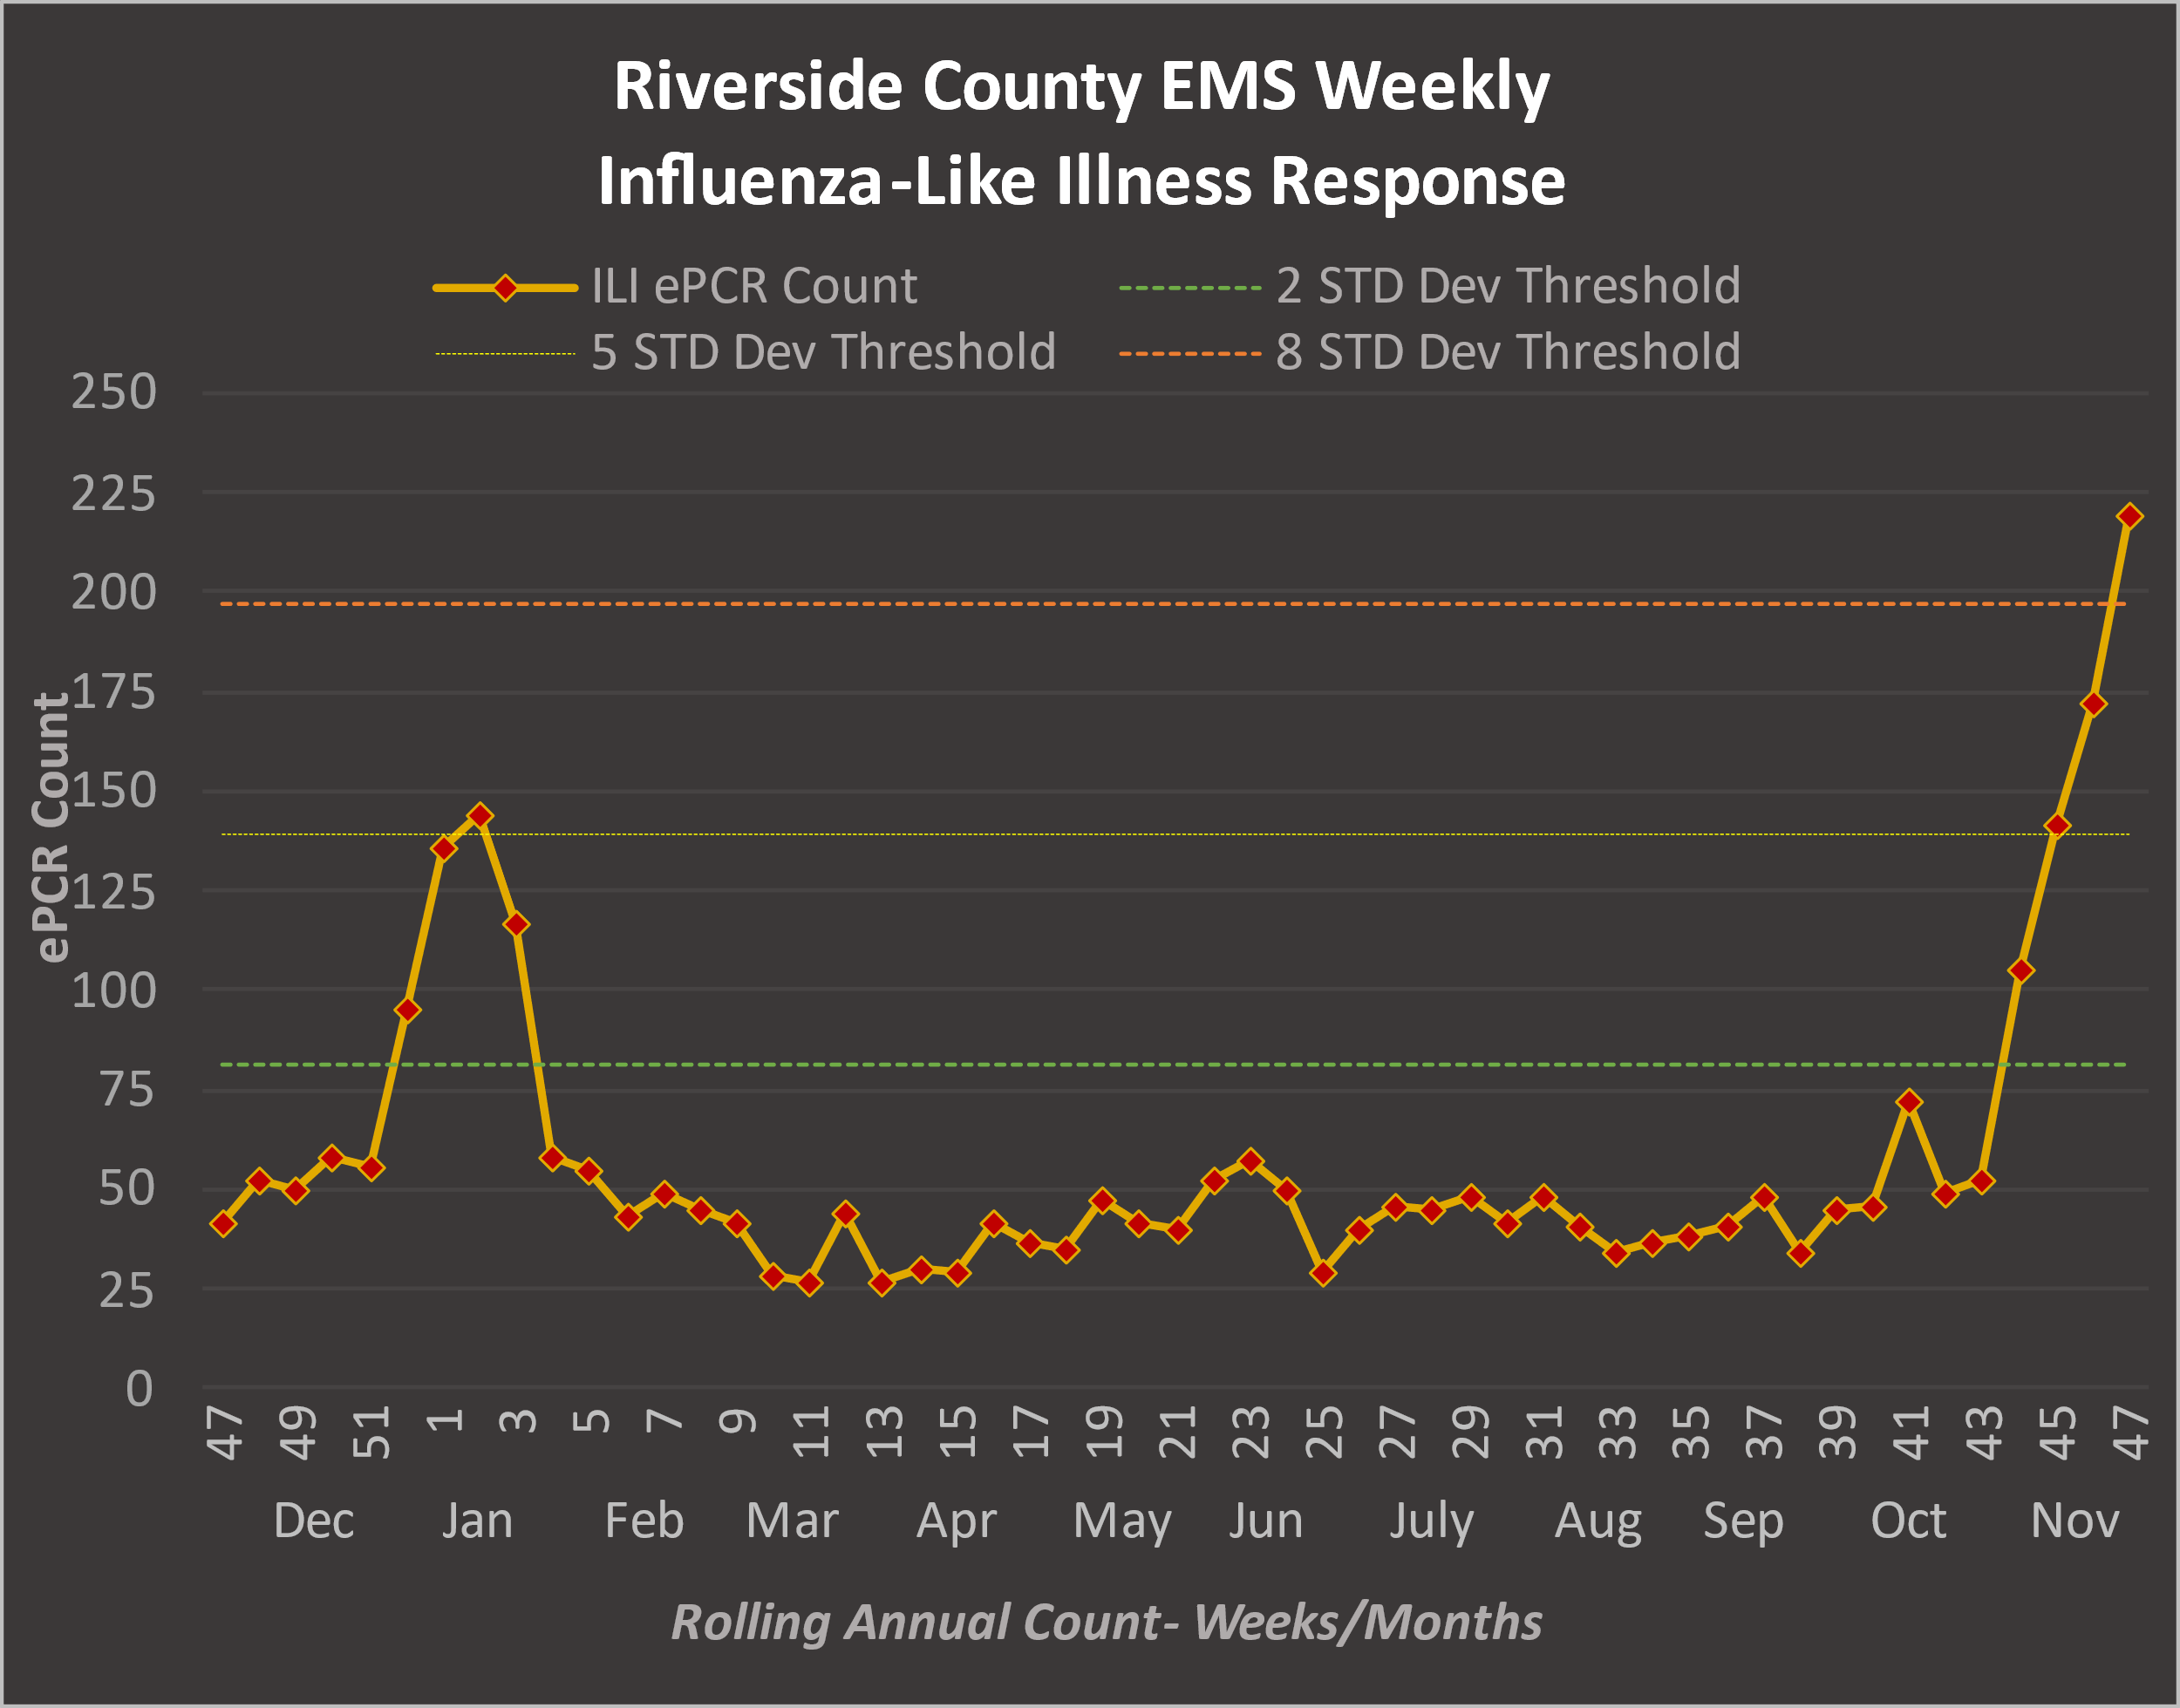 Riverside County EMS Weekly
Influenza-Like Illness Response
ILI ePCR Count
2 STD Dev Threshold
5 STD Dev Threshold
8 STD Dev Threshold
250
225
200
175
150
125
100
75
50
25
0
ePCR Count
47 49 51 1 3 5 7 9 11 13 15 17 19 21 23 25 27 29 31 33 35 37 39 41 43 45 47
Dec Jan Feb Mar Apr May Jun July Aug Sep Oct Nov
Rolling Annual Count- Weeks/Months